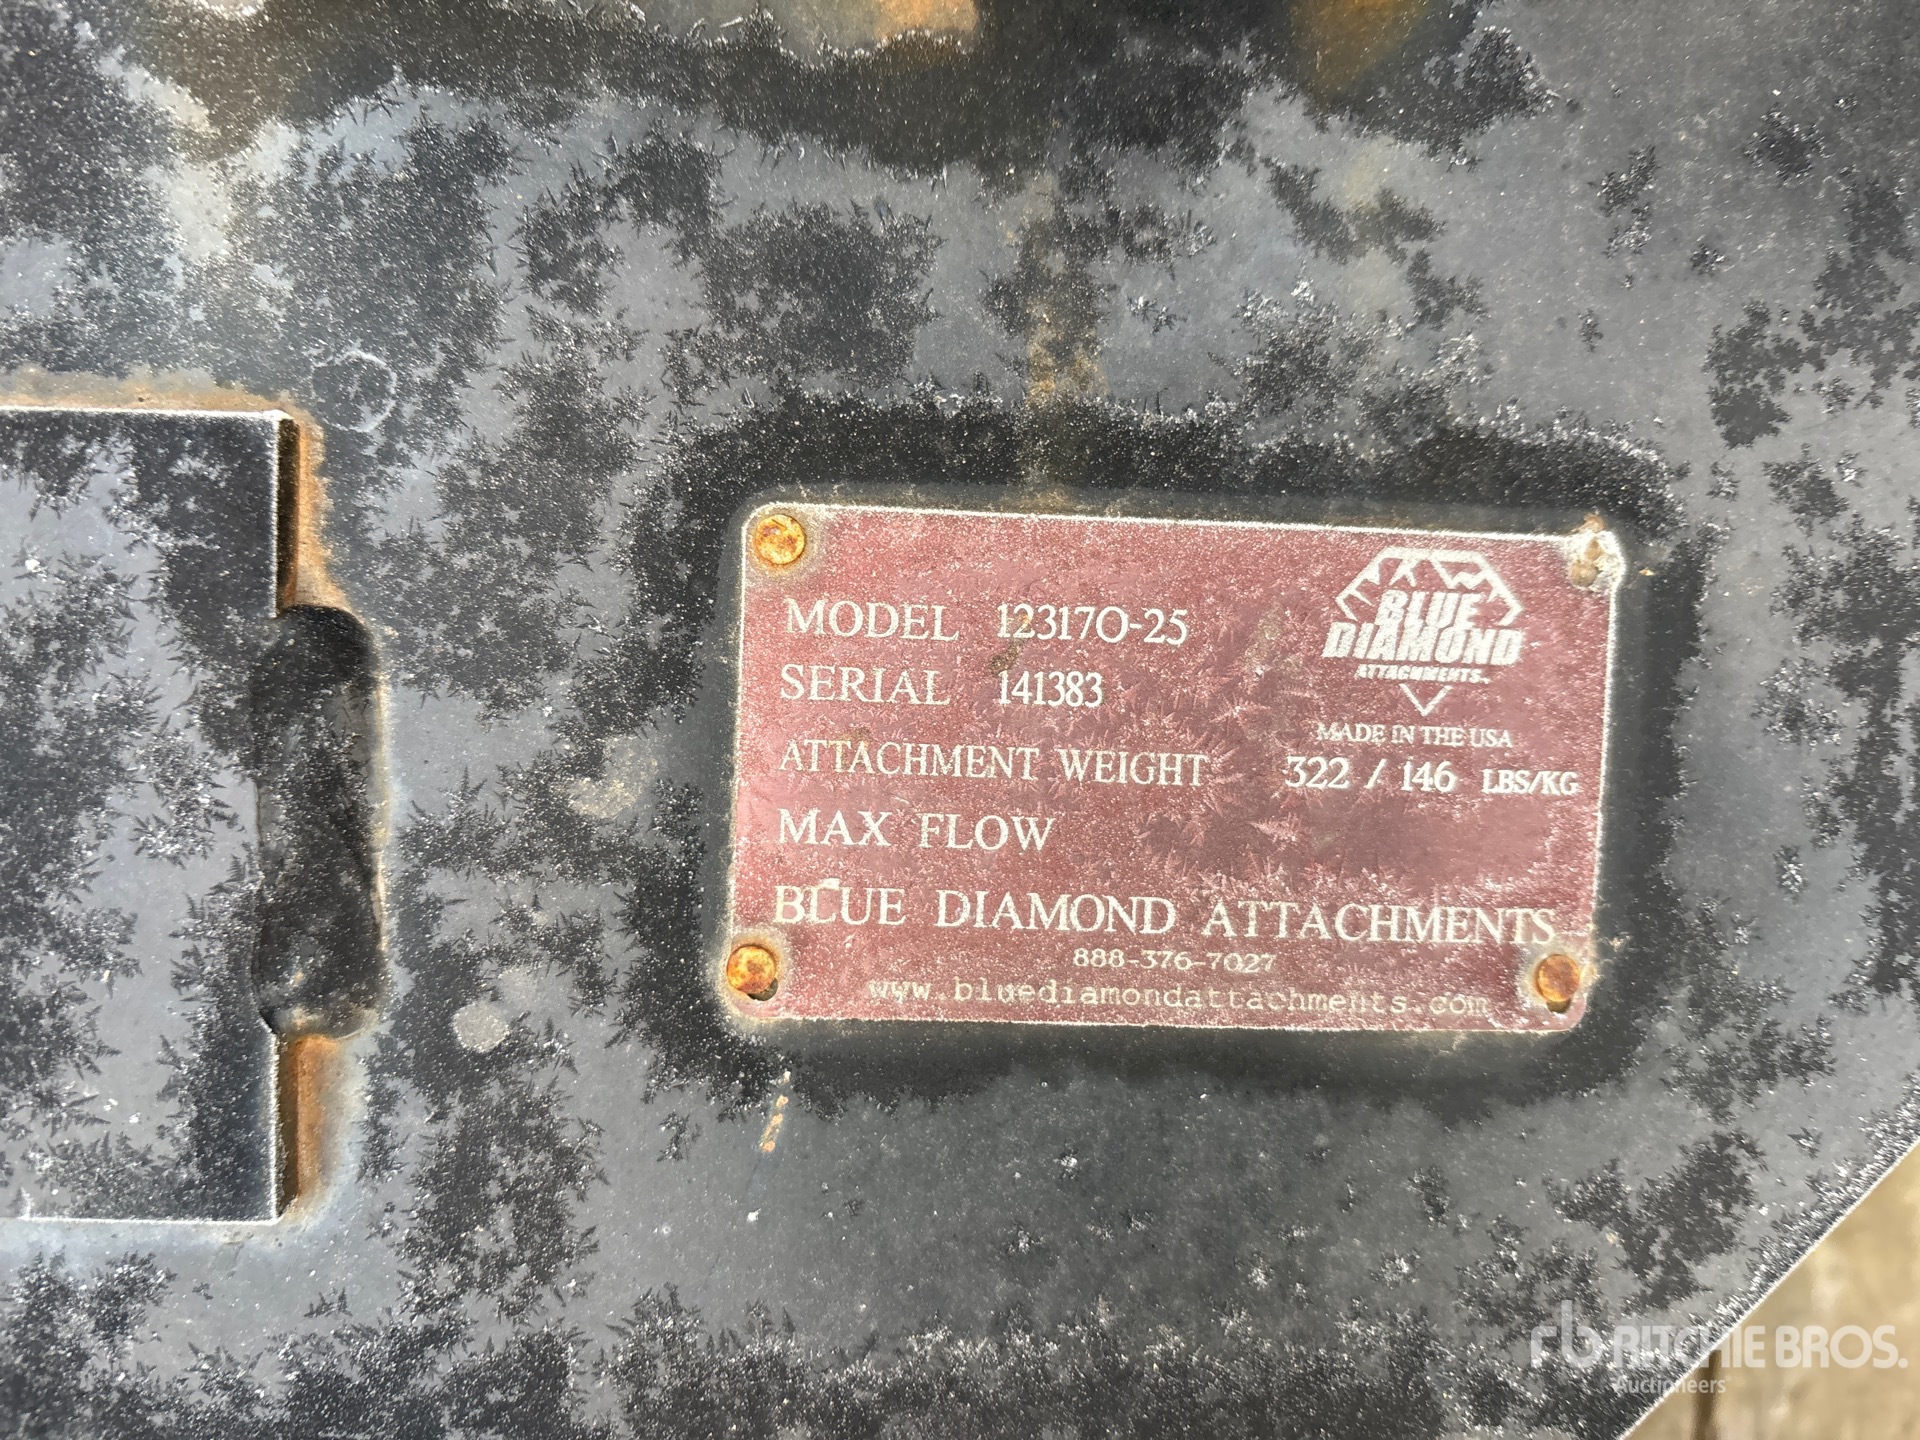 MODEL 123170-25
SERIAL 141383
BLUE
DIAMOND
ATTACHMENTS
MADE IN THE USA
ATTACHMENT WEIGHT 322 / 146 LBS/KG
MAX FLOW
BLUE DIAMOND ATTACHMENTS
888-376-7027
www.bluediamondattachments.com
rb RITCHIE BROS.
Auctioneers